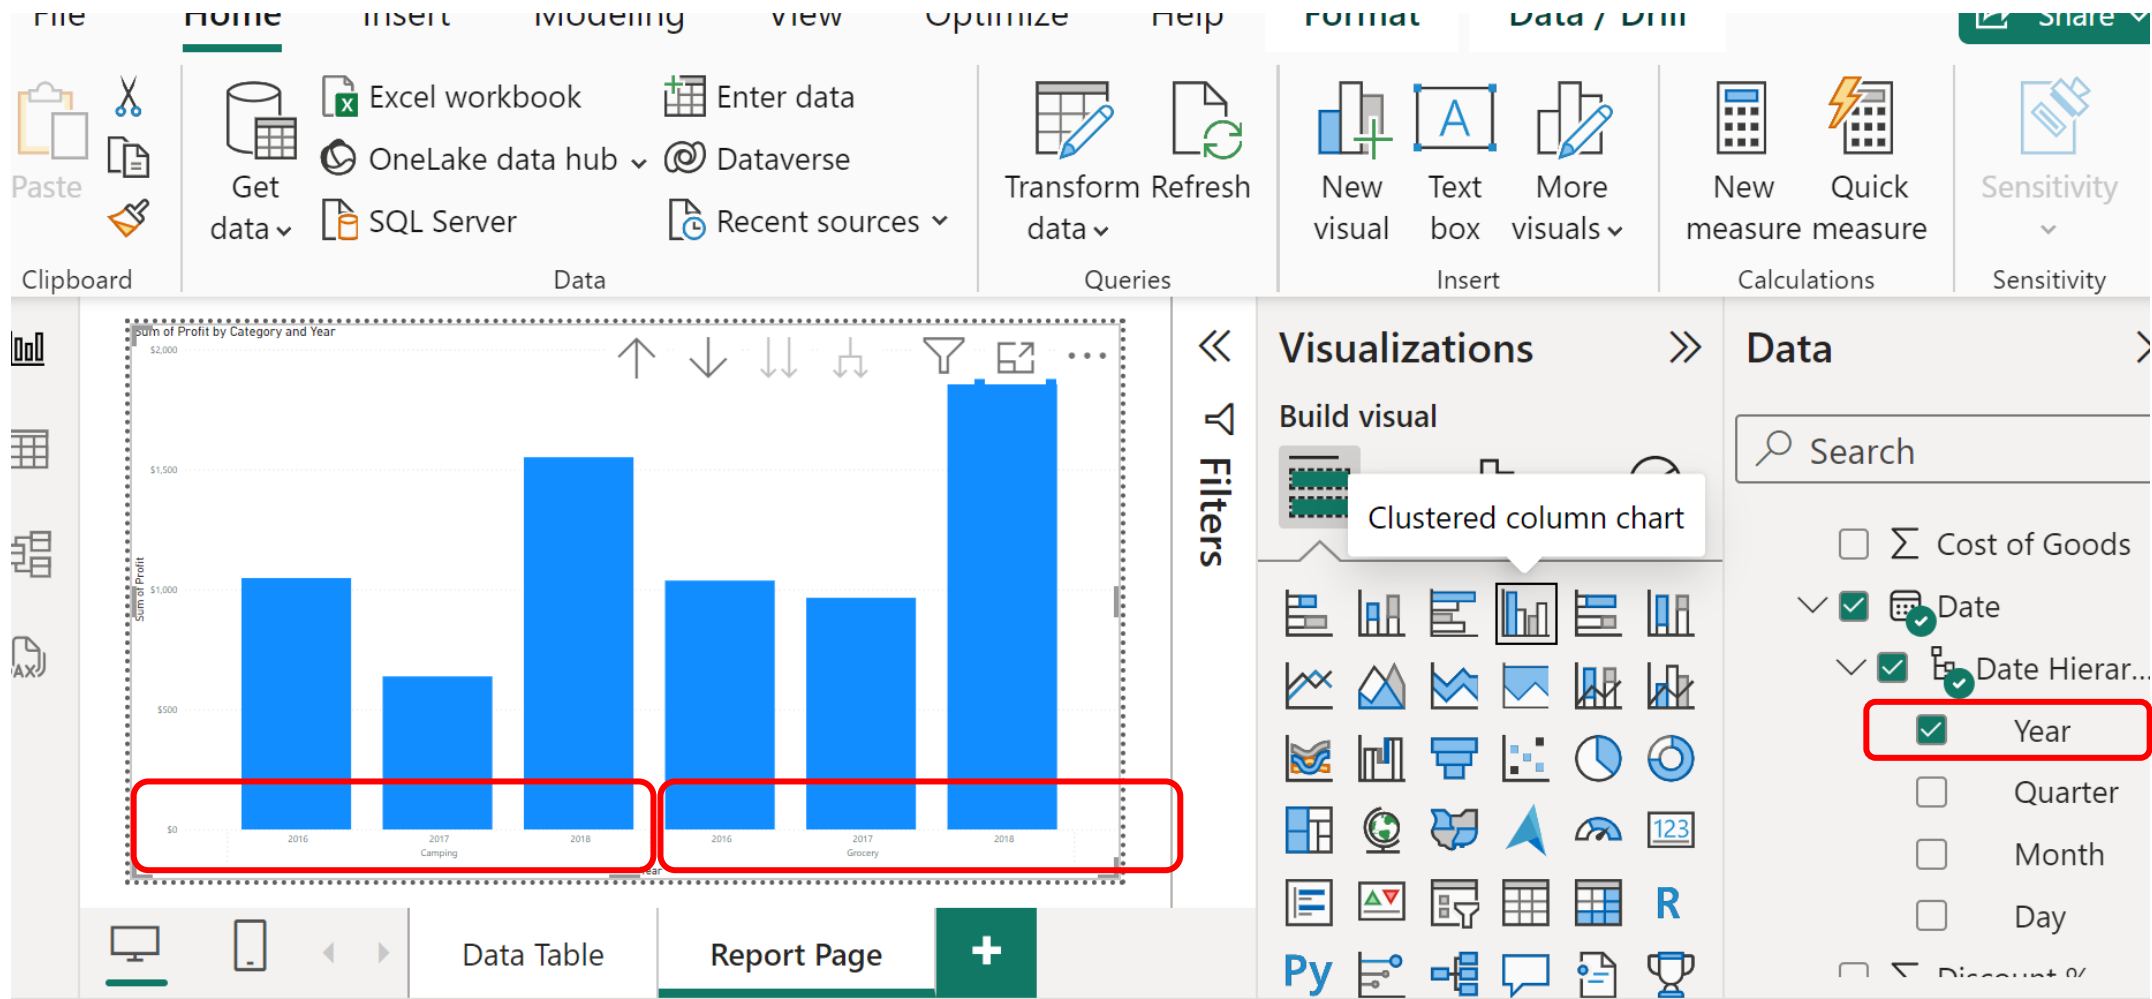 File Home Insert Modeling View Optimize Help Format Data / Drill Share
Excel workbook Enter data
OneLake data hub Dataverse
Paste Get data SQL Server Recent sources
Transform data Refresh
New visual Text box More visuals
New measure Quick measure
Sensitivity
Clipboard Data Queries Insert Calculations Sensitivity
Sum of Profit by Category and Year
$2,000
$1,500
$1,000
$500
$0
Sum of Profit
2016 2017 2018 2016 2017 2018
Camping Grocery
Year
Data Table Report Page +
Filters
Visualizations
Build visual
Clustered column chart
123
R
Py
Data
Search
Cost of Goods
Date
Date Hierar...
Year
Quarter
Month
Day
Discount %